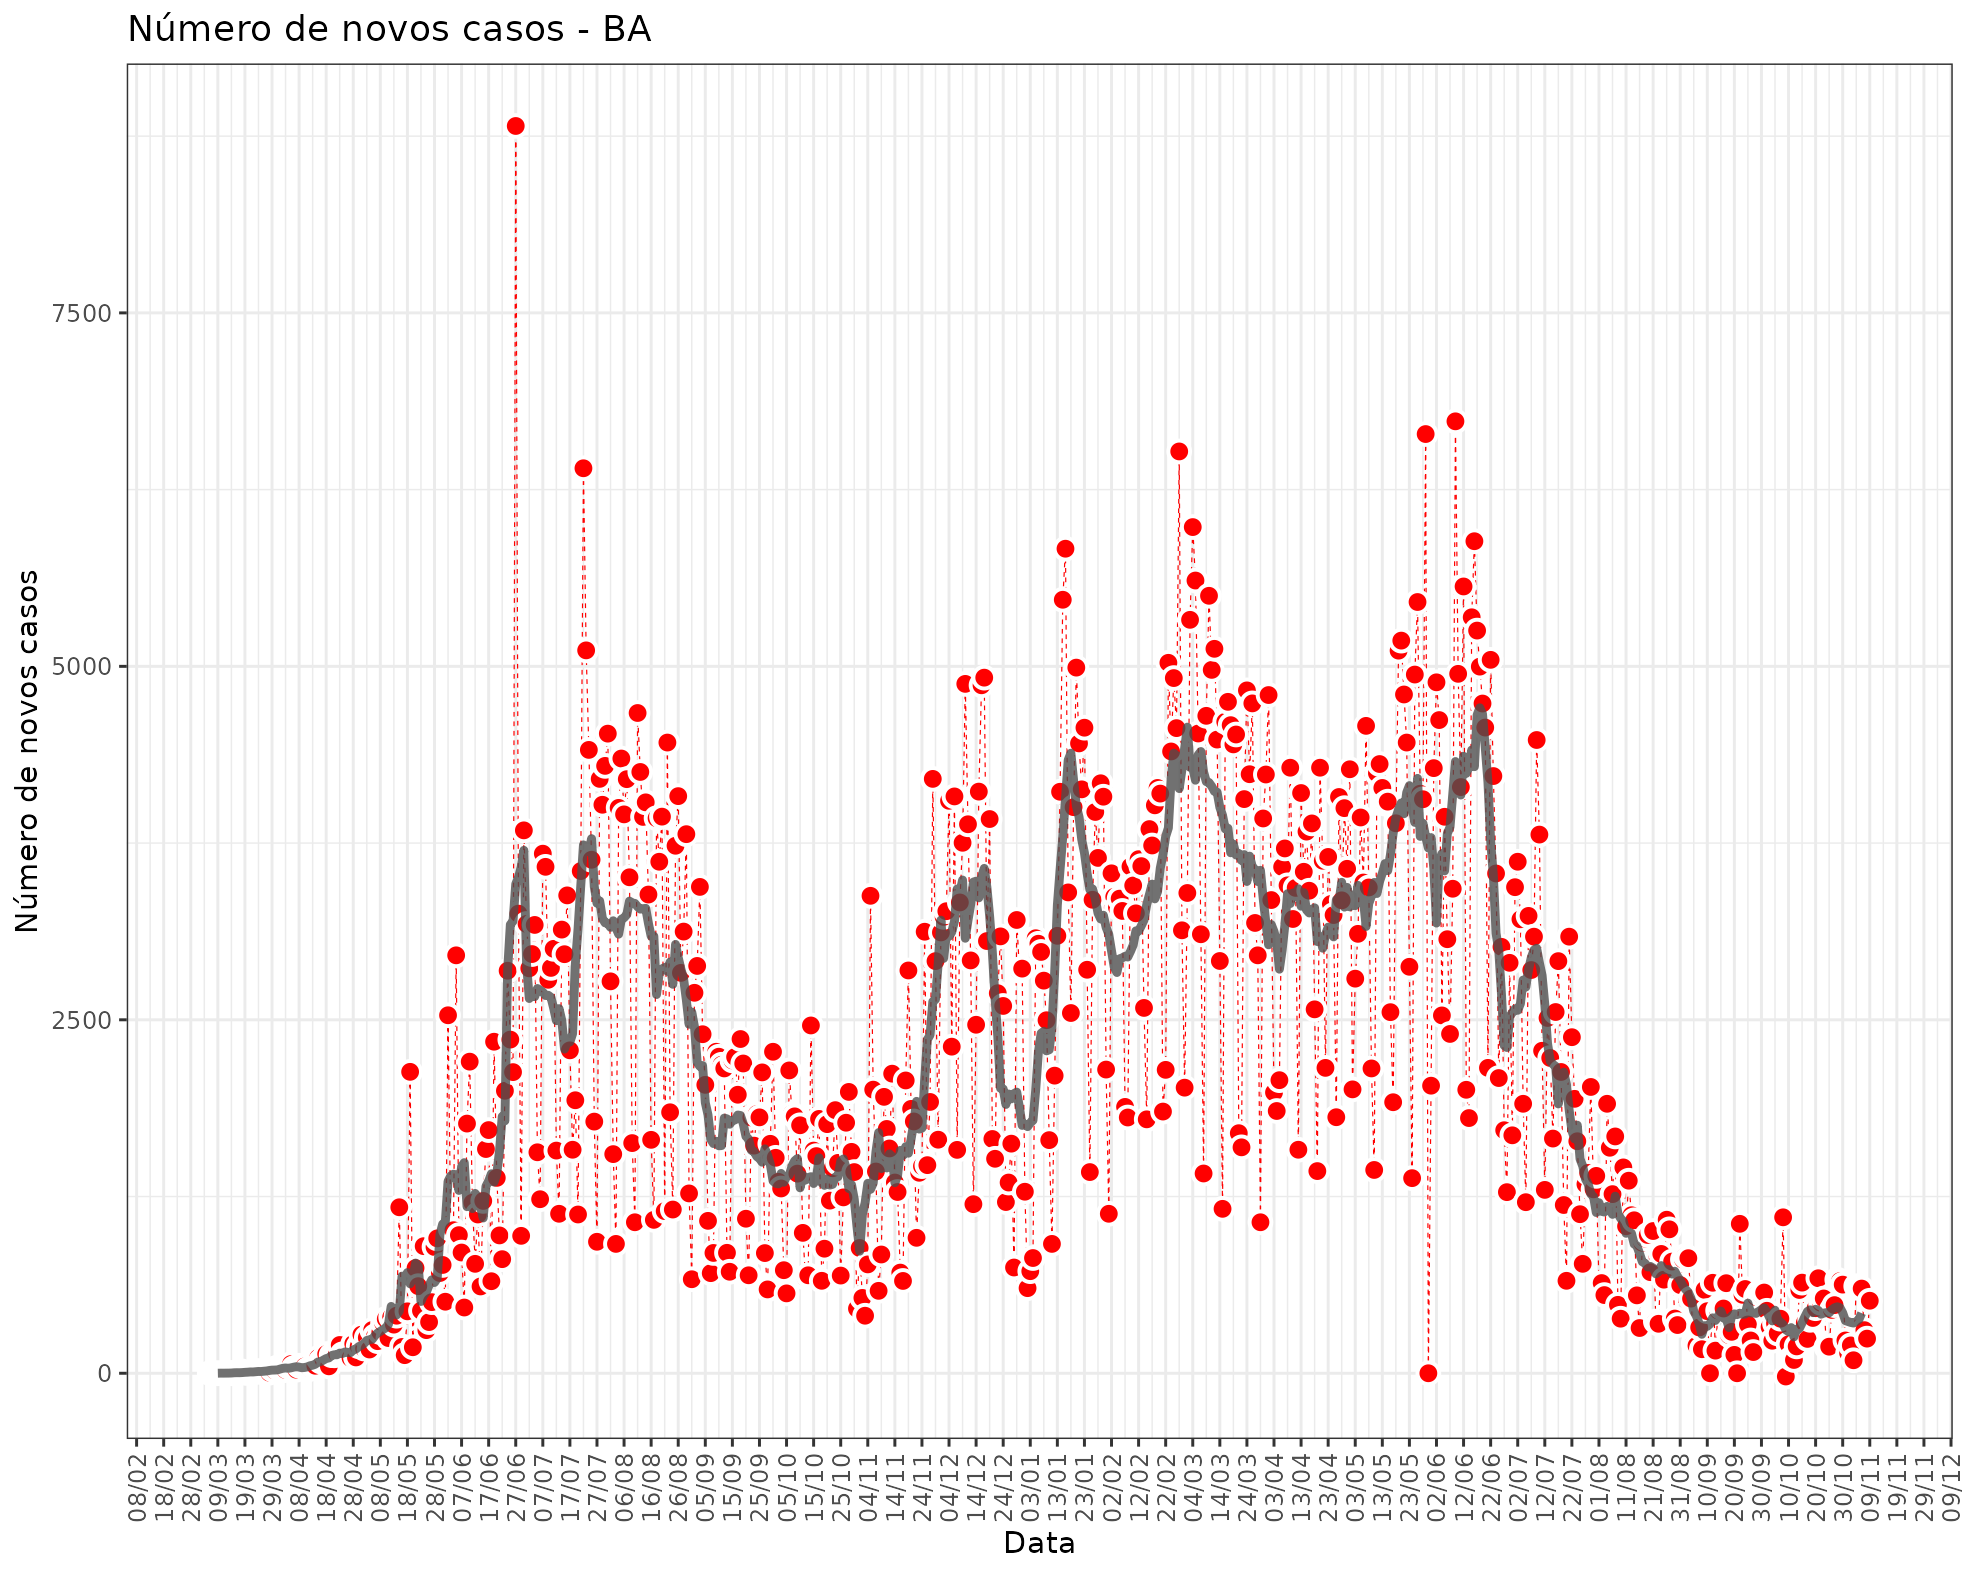 Número de novos casos - BA
Número de novos casos
7500
5000
2500
0
08/02 18/02 28/02 09/03 19/03 29/03 08/04 18/04 28/04 08/05 18/05 28/05 07/06 17/06 27/06 07/07 17/07 27/07 06/08 16/08 26/08 05/09 15/09 25/09 05/10 15/10 25/10 04/11 14/11 24/11 04/12 14/12 24/12 03/01 13/01 23/01 02/02 12/02 22/02 04/03 14/03 24/03 03/04 13/04 23/04 03/05 13/05 23/05 02/06 12/06 22/06 02/07 12/07 22/07 01/08 11/08 21/08 31/08 10/09 20/09 30/09 10/10 20/10 30/10 09/11 19/11 29/11 09/12
Data